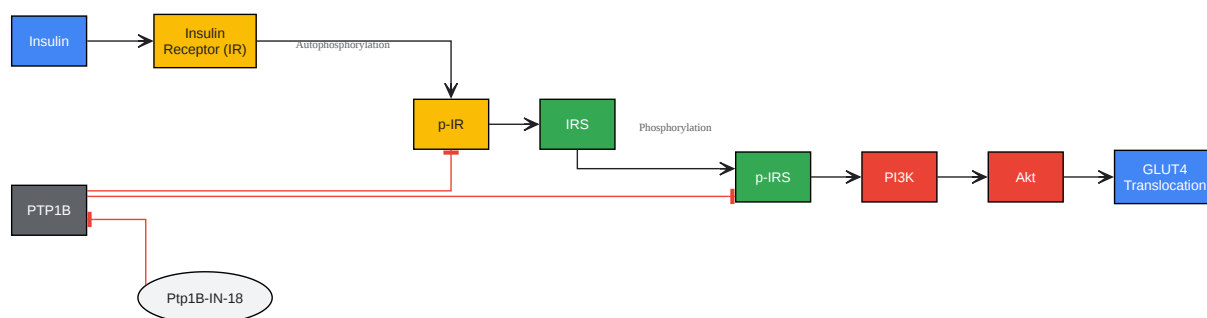 Insulin
Insulin
Receptor (IR)
Autophosphorylation
p-IR
IRS
Phosphorylation
p-IRS
PI3K
Akt
GLUT4
Translocation
PTP1B
Ptp1B-IN-18